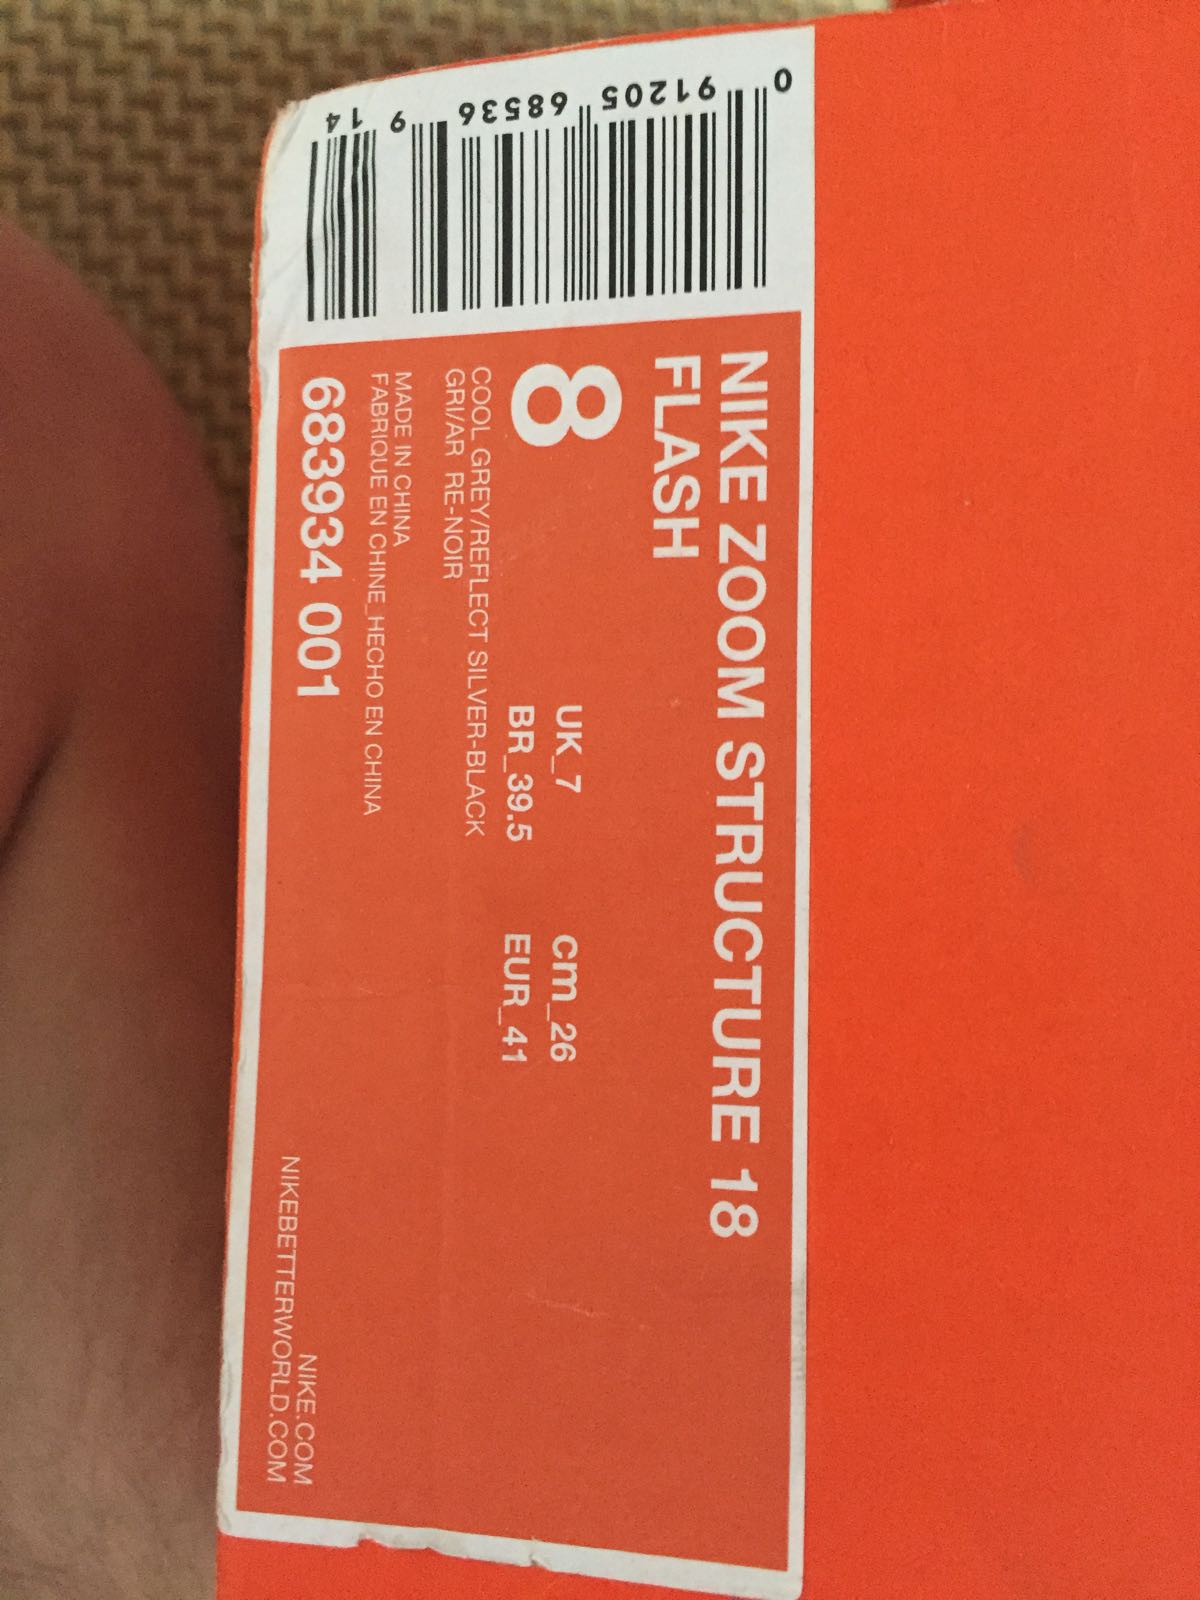 NIKE ZOOM STRUCTURE 18
FLASH
8
UK_7
cm_26
BR_39.5
EUR_41
COOL GREY/REFLECT SILVER-BLACK
GRI/AR RE-NOIR
MADE IN CHINA
FABRIQUE EN CHINE_HECHO EN CHINA
683934 001
NIKE.COM
NIKEBETTERWORLD.COM
0 91205 68536 9 14